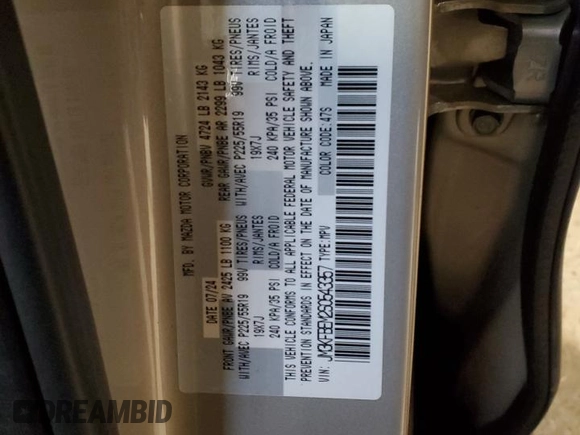 MFD. BY MAZDA MOTOR CORPORATION
DATE 07/24 GVWR/PNBV 4724 LB 2143 KG
FRONT GAWR/PNBE AV 2425 LB 1100 KG REAR GAWR/PNBE AR 2299 LB 1043 KG
WITH/AVEC P225/55R19 99V TIRES/PNEUS WITH/AVEC P225/55R19 99V TIRES/PNEUS
19X7J RIMS/JANTES 19X7J RIMS/JANTES
240 KPA/35 PSI COLD/A FROID 240 KPA/35 PSI COLD/A FROID
THIS VEHICLE CONFORMS TO ALL APPLICABLE FEDERAL MOTOR VEHICLE SAFETY AND THEFT
PREVENTION STANDARDS IN EFFECT ON THE DATE OF MANUFACTURE SHOWN ABOVE.
VIN: JM3KFBEM2S0543357 TYPE:MPV COLOR CODE:47S MADE IN JAPAN
ZR
DREAMBID